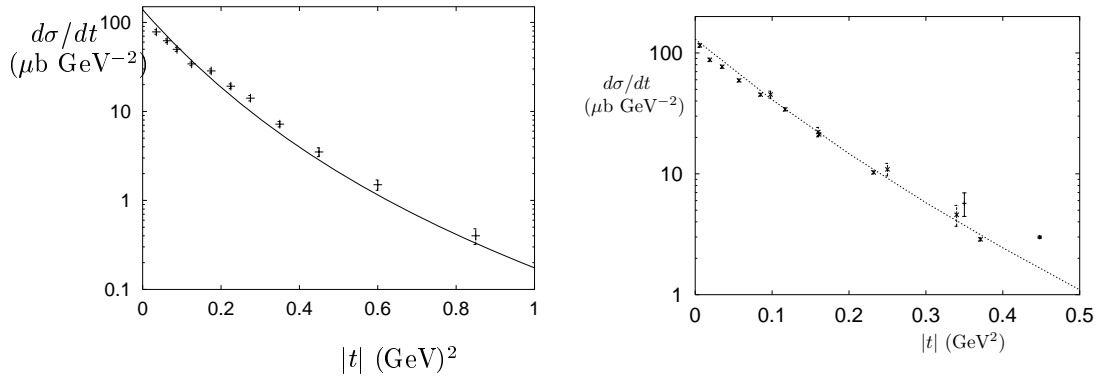 100
10
1
0.1
dσ/dt
(μb GeV⁻²)
0 0.2 0.4 0.6 0.8 1
|t| (GeV)²
100
10
1
dσ/dt
(μb GeV⁻²)
0 0.1 0.2 0.3 0.4 0.5
|t| (GeV²)